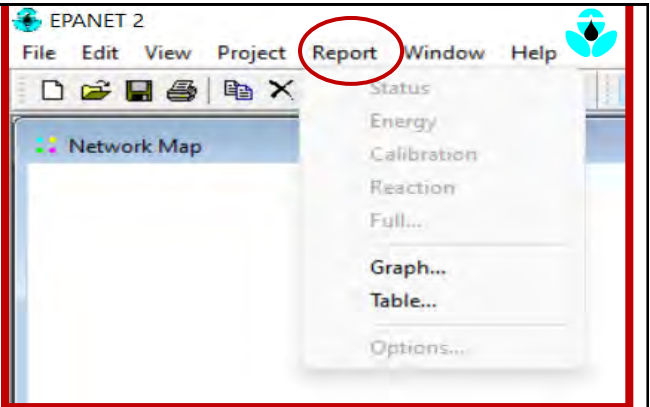 EPANET 2
File Edit View Project Report Window Help
Status
Energy
Network Map
Calibration
Reaction
Full...
Graph...
Table...
Options...